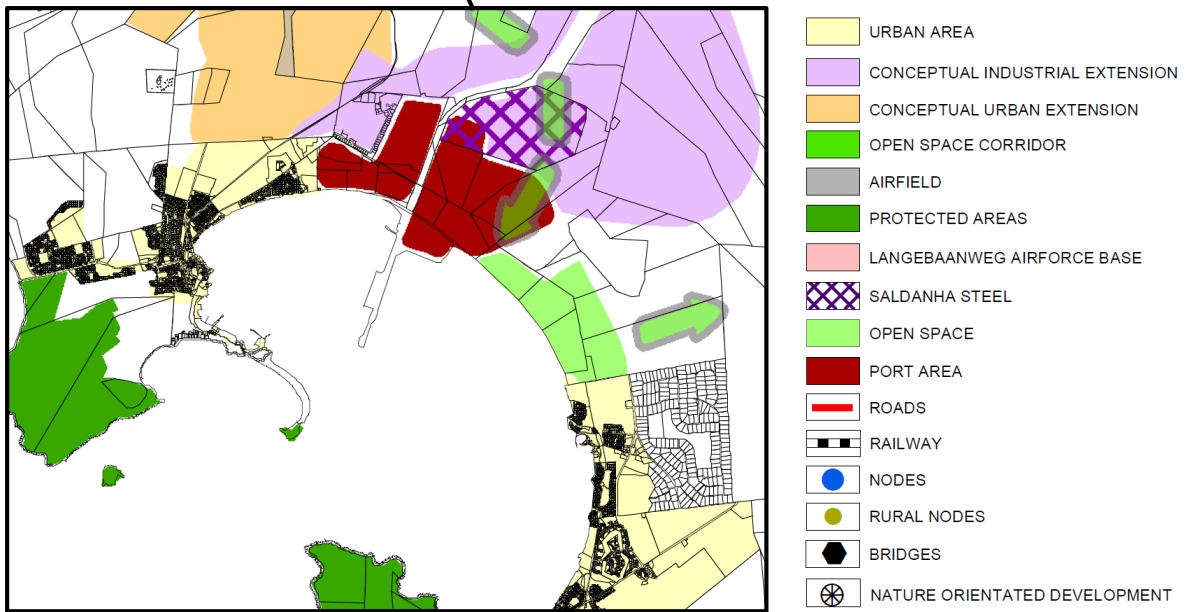 URBAN AREA
CONCEPTUAL INDUSTRIAL EXTENSION
CONCEPTUAL URBAN EXTENSION
OPEN SPACE CORRIDOR
AIRFIELD
PROTECTED AREAS
LANGEBAANWEG AIRFORCE BASE
SALDANHA STEEL
OPEN SPACE
PORT AREA
ROADS
RAILWAY
NODES
RURAL NODES
BRIDGES
NATURE ORIENTATED DEVELOPMENT